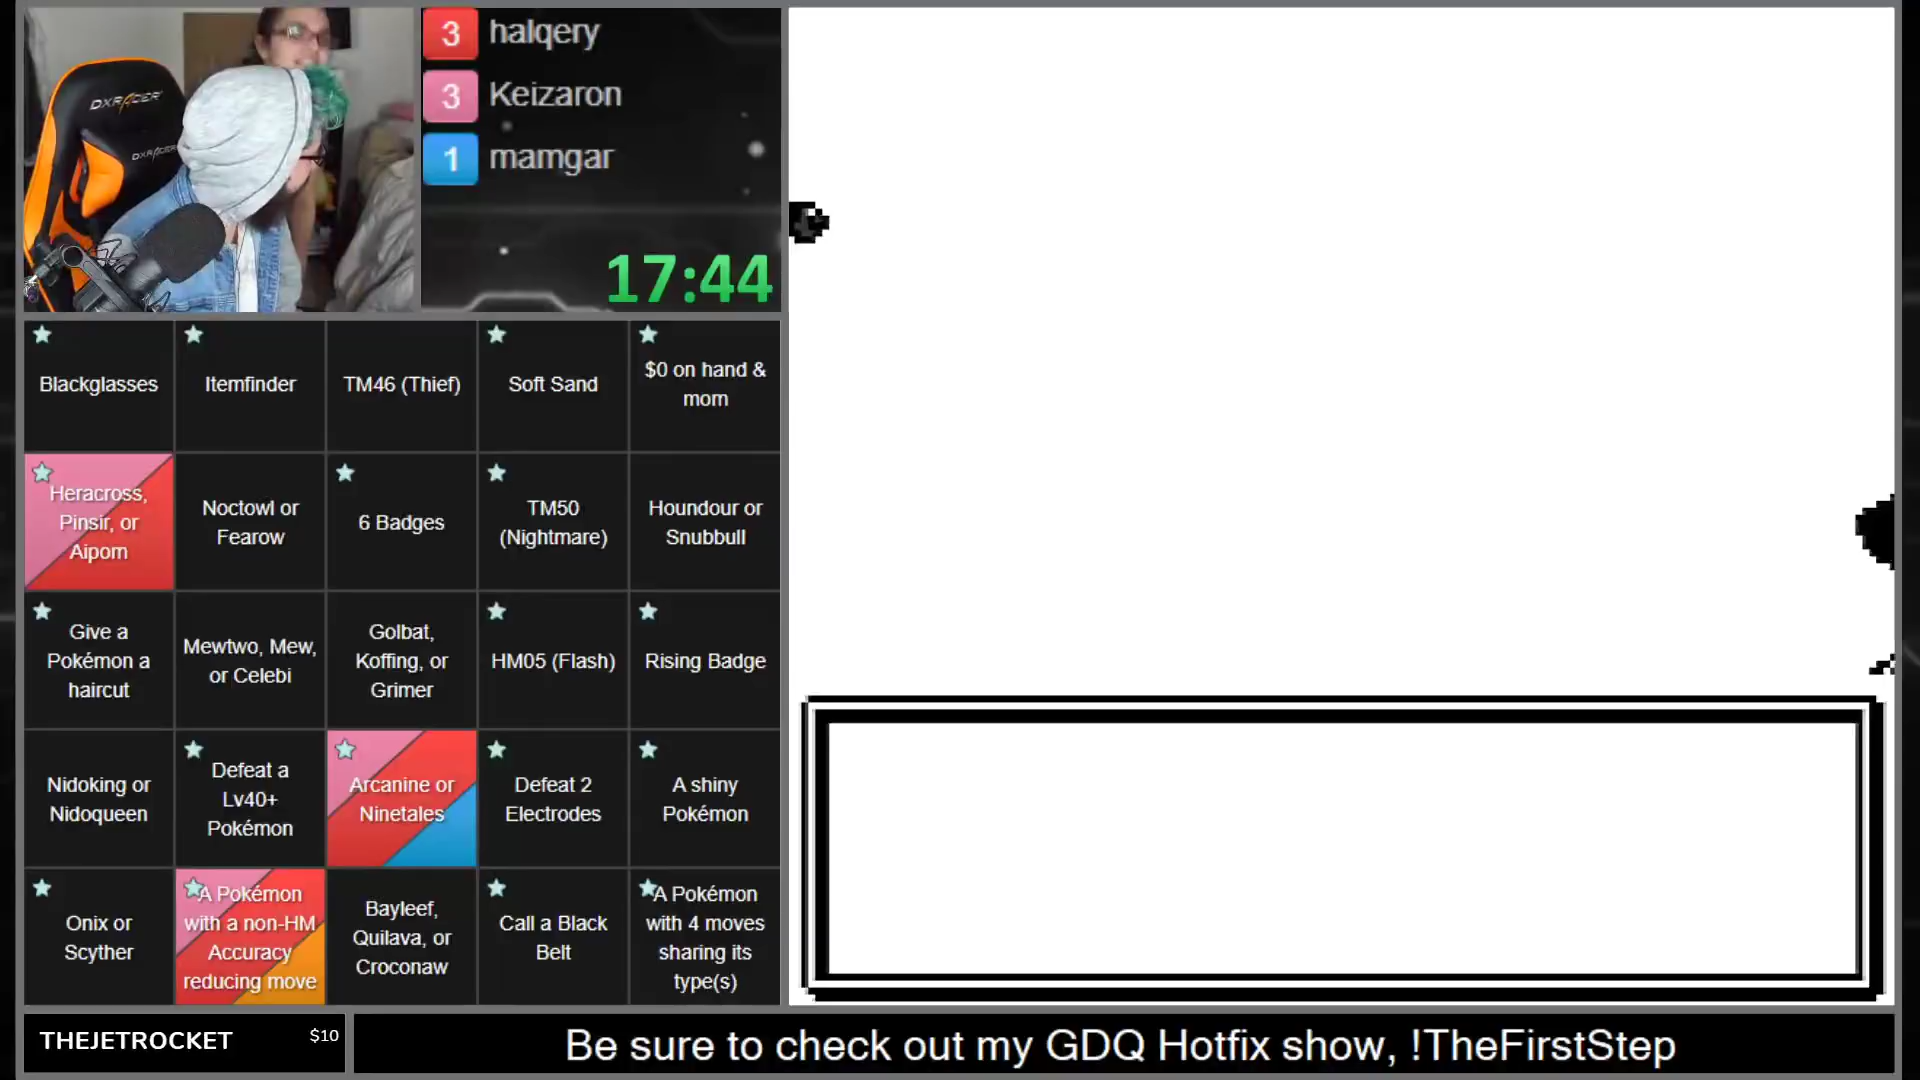 DXRACER
DXRACER
3 halqery
3 Keizaron
1 mamgar
17:44
Blackglasses
Itemfinder
TM46 (Thief)
Soft Sand
$0 on hand &
mom
Heracross,
Pinsir, or
Aipom
Noctowl or
Fearow
6 Badges
TM50
(Nightmare)
Houndour or
Snubbull
Give a
Pokémon a
haircut
Mewtwo, Mew,
or Celebi
Golbat,
Koffing, or
Grimer
HM05 (Flash)
Rising Badge
Nidoking or
Nidoqueen
Defeat a
Lv40+
Pokémon
Arcanine or
Ninetales
Defeat 2
Electrodes
A shiny
Pokémon
Onix or
Scyther
A Pokémon
with a non-HM
Accuracy
reducing move
Bayleef,
Quilava, or
Croconaw
Call a Black
Belt
A Pokémon
with 4 moves
sharing its
type(s)
THEJETROCKET $10
Be sure to check out my GDQ Hotfix show, !TheFirstStep